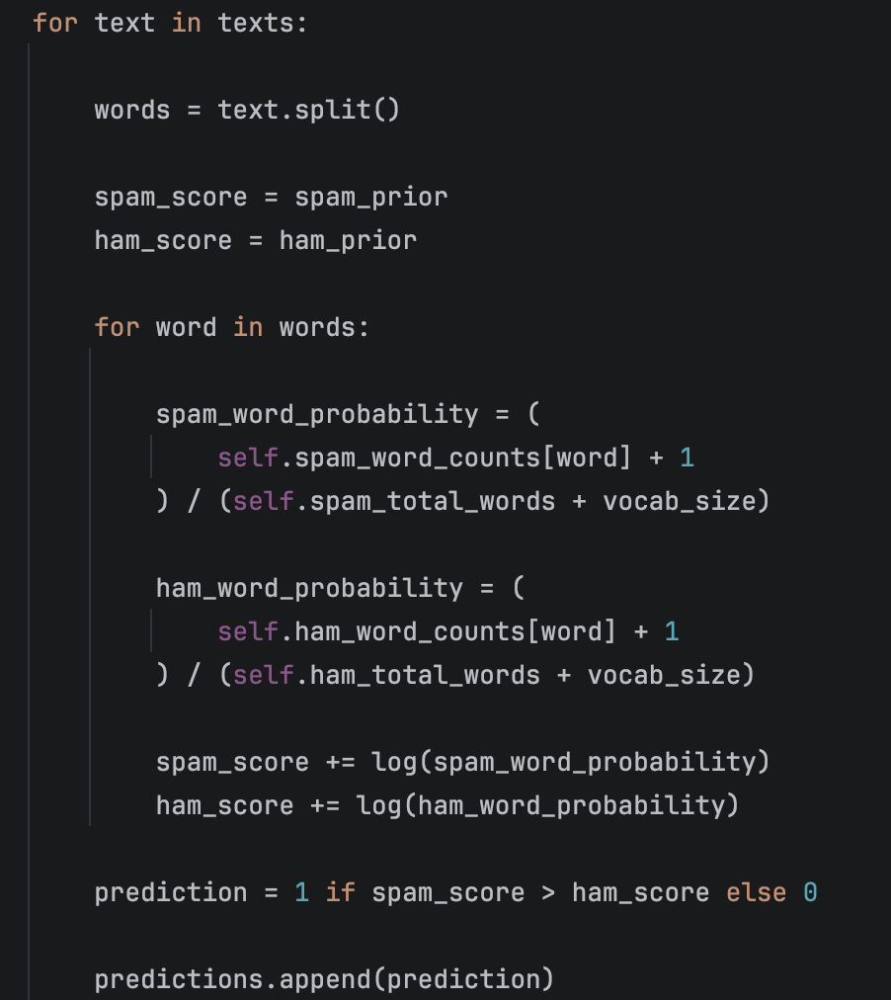 for text in texts:
words = text.split()
spam_score = spam_prior
ham_score = ham_prior
for word in words:
spam_word_probability = (
self.spam_word_counts[word] + 1
) / (self.spam_total_words + vocab_size)
ham_word_probability = (
self.ham_word_counts[word] + 1
) / (self.ham_total_words + vocab_size)
spam_score += log(spam_word_probability)
ham_score += log(ham_word_probability)
prediction = 1 if spam_score > ham_score else 0
predictions.append(prediction)